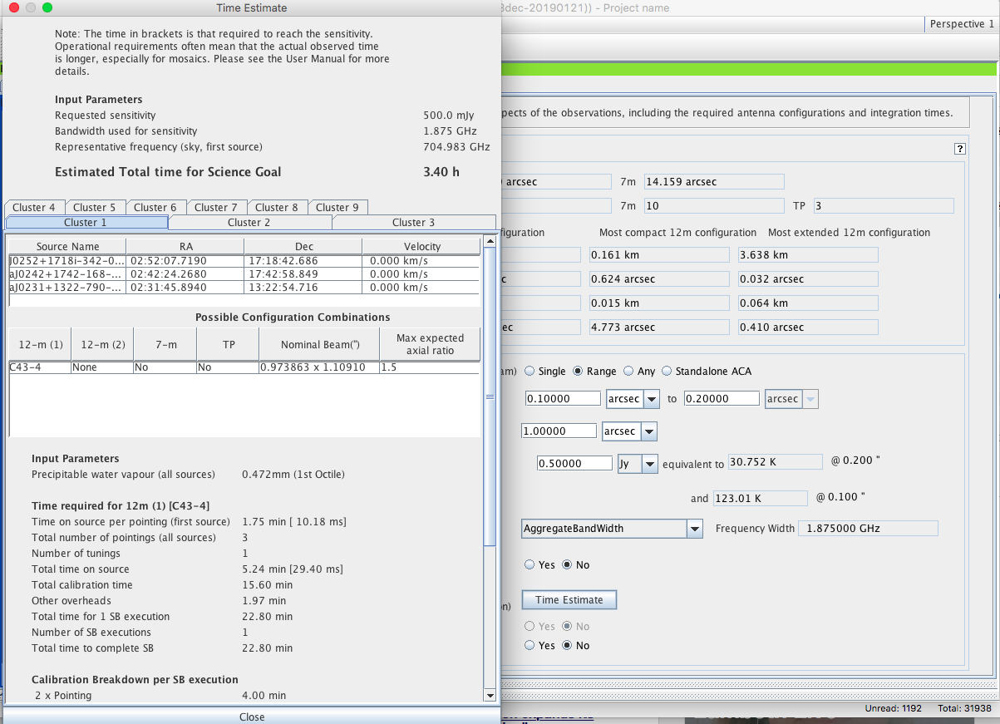 Time Estimate
3dec-20190121)) - Project name
Perspective 1
Note: The time in brackets is that required to reach the sensitivity.
Operational requirements often mean that the actual observed time
is longer, especially for mosaics. Please see the User Manual for more
details.
Input Parameters
Requested sensitivity 500.0 mJy
Bandwidth used for sensitivity 1.875 GHz
Representative frequency (sky, first source) 704.983 GHz
Estimated Total time for Science Goal 3.40 h
Cluster 4 Cluster 5 Cluster 6 Cluster 7 Cluster 8 Cluster 9
Cluster 1 Cluster 2 Cluster 3
Source Name RA Dec Velocity
J0252+1718i-342-0... 02:52:07.7190 17:18:42.686 0.000 km/s
aJ0242+1742-168-... 02:42:24.2680 17:42:58.849 0.000 km/s
aJ0231+1322-790-... 02:31:45.8940 13:22:54.716 0.000 km/s
Possible Configuration Combinations
12-m (1) 12-m (2) 7-m TP Nominal Beam(") Max expected
axial ratio
C43-4 None No No 0.973863 x 1.10910 1.5
Input Parameters
Precipitable water vapour (all sources) 0.472mm (1st Octile)
Time required for 12m (1) [C43-4]
Time on source per pointing (first source) 1.75 min [ 10.18 ms]
Total number of pointings (all sources) 3
Number of tunings 1
Total time on source 5.24 min [29.40 ms]
Total calibration time 15.60 min
Other overheads 1.97 min
Total time for 1 SB execution 22.80 min
Number of SB executions 1
Total time to complete SB 22.80 min
Calibration Breakdown per SB execution
2 x Pointing 4.00 min
Close
pects of the observations, including the required antenna configurations and integration times.
?
arcsec 7m 14.159 arcsec
7m 10 TP 3
figuration Most compact 12m configuration Most extended 12m configuration
0.161 km 3.638 km
c 0.624 arcsec 0.032 arcsec
0.015 km 0.064 km
ec 4.773 arcsec 0.410 arcsec
am) Single Range Any Standalone ACA
0.10000 arcsec to 0.20000 arcsec
1.00000 arcsec
0.50000 Jy equivalent to 30.752 K @ 0.200 "
and 123.01 K @ 0.100 "
AggregateBandWidth Frequency Width 1.875000 GHz
Yes No
on) Time Estimate
Yes No
Yes No
Unread: 1192 Total: 31938